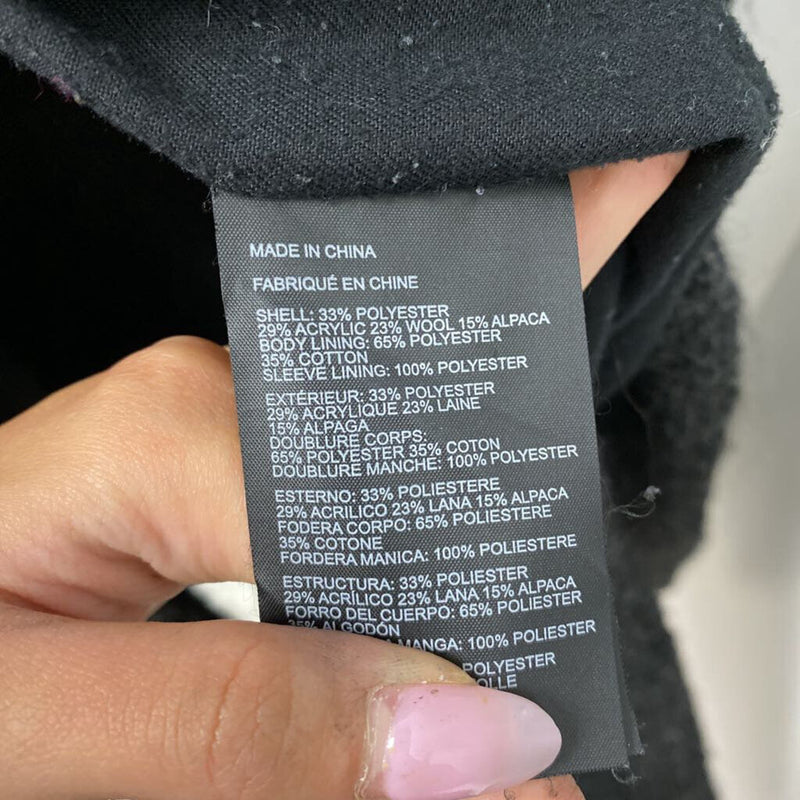 MADE IN CHINA
FABRIQUÉ EN CHINE
SHELL: 33% POLYESTER
29% ACRYLIC 23% WOOL 15% ALPACA
BODY LINING: 65% POLYESTER
35% COTTON
SLEEVE LINING: 100% POLYESTER
EXTÉRIEUR: 33% POLYESTER
29% ACRYLIQUE 23% LAINE
15% ALPAGA
DOUBLURE CORPS:
65% POLYESTER 35% COTON
DOUBLURE MANCHE: 100% POLYESTER
ESTERNO: 33% POLIESTERE
29% ACRILICO 23% LANA 15% ALPACA
FODERA CORPO: 65% POLIESTERE
35% COTONE
FORDERA MANICA: 100% POLIESTERE
ESTRUCTURA: 33% POLIESTER
29% ACRÍLICO 23% LANA 15% ALPACA
FORRO DEL CUERPO: 65% POLIESTER
35% ALGODÓN
MANGA: 100% POLIESTER
POLYESTER